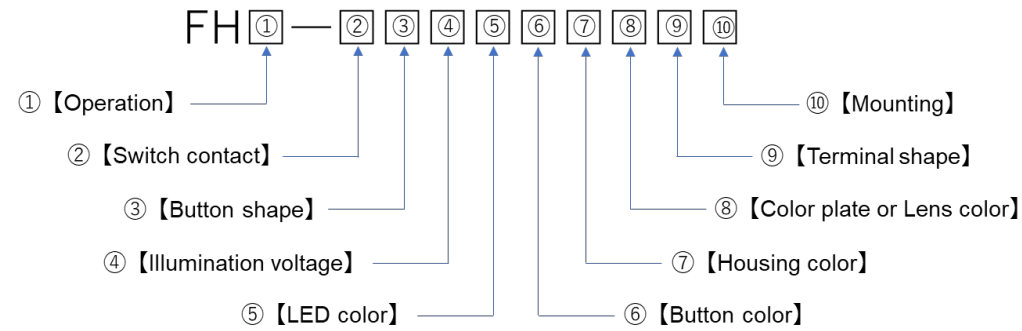 FH①—②③④⑤⑥⑦⑧⑨⑩
①【Operation】
⑩【Mounting】
②【Switch contact】
⑨【Terminal shape】
③【Button shape】
⑧【Color plate or Lens color】
④【Illumination voltage】
⑦【Housing color】
⑤【LED color】
⑥【Button color】